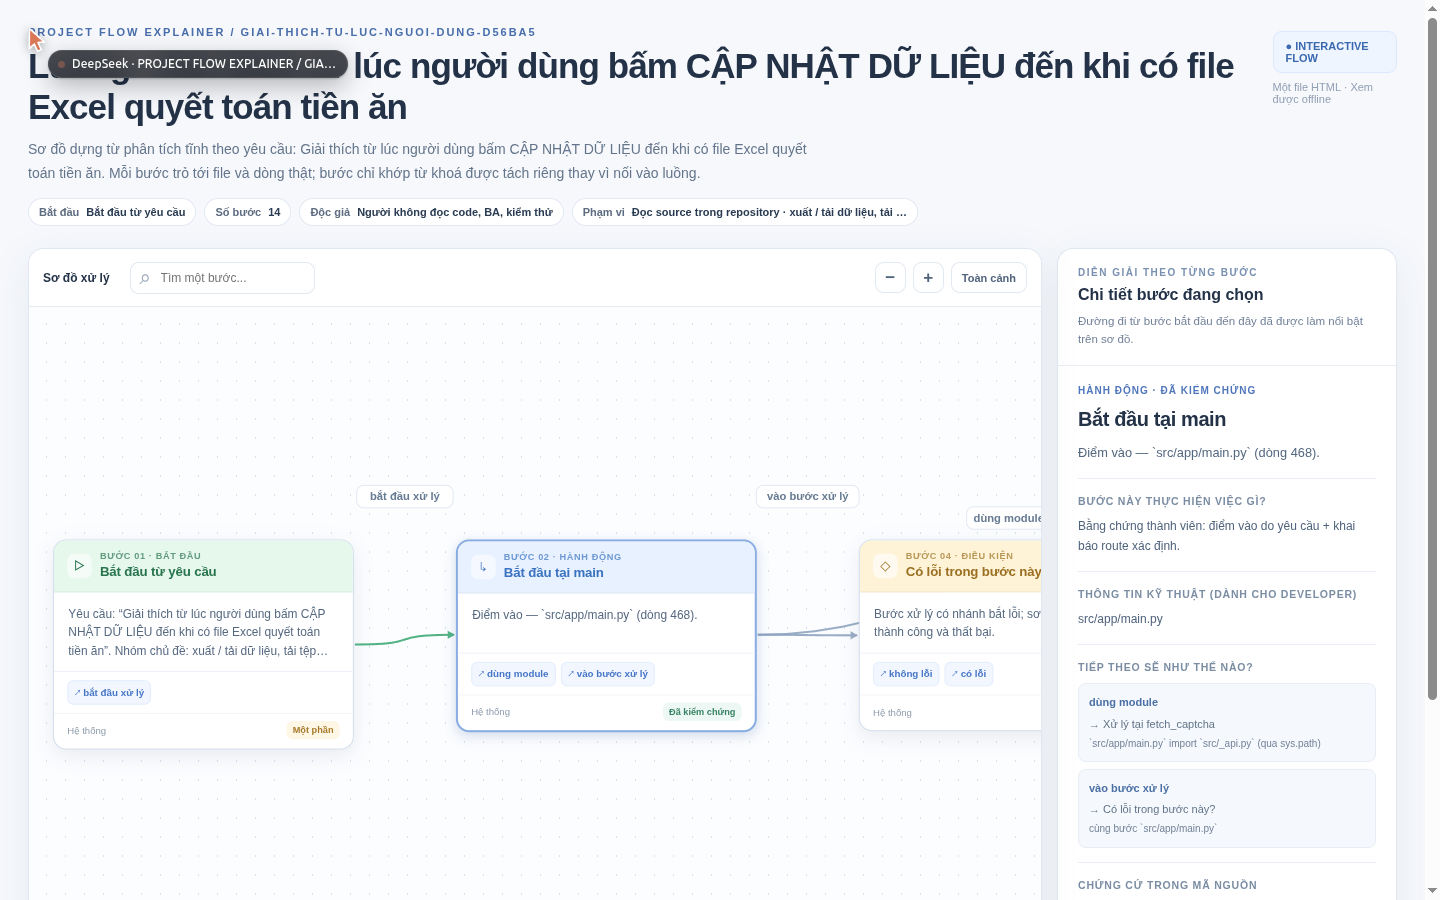 PROJECT FLOW EXPLAINER / GIAI-THICH-TU-LUC-NGUOI-DUNG-D56BA5
DeepSeek · PROJECT FLOW EXPLAINER / GIA…
lúc người dùng bấm CẬP NHẬT DỮ LIỆU đến khi có file
Excel quyết toán tiền ăn
● INTERACTIVE
FLOW
Một file HTML · Xem
được offline
Sơ đồ dựng từ phân tích tĩnh theo yêu cầu: Giải thích từ lúc người dùng bấm CẬP NHẬT DỮ LIỆU đến khi có file Excel quyết
toán tiền ăn. Mỗi bước trỏ tới file và dòng thật; bước chỉ khớp từ khoá được tách riêng thay vì nối vào luồng.
Bắt đầu Bắt đầu từ yêu cầu
Số bước 14
Độc giả Người không đọc code, BA, kiểm thử
Phạm vi Đọc source trong repository · xuất / tải dữ liệu, tải …
Sơ đồ xử lý
Tìm một bước...
− + Toàn cảnh
bắt đầu xử lý
vào bước xử lý
dùng module
BƯỚC 01 · BẮT ĐẦU
Bắt đầu từ yêu cầu
Yêu cầu: “Giải thích từ lúc người dùng bấm CẬP
NHẬT DỮ LIỆU đến khi có file Excel quyết toán
tiền ăn”. Nhóm chủ đề: xuất / tải dữ liệu, tải tệp…
↗ bắt đầu xử lý
Hệ thống
Một phần
BƯỚC 02 · HÀNH ĐỘNG
Bắt đầu tại main
Điểm vào — `src/app/main.py` (dòng 468).
↗ dùng module
↗ vào bước xử lý
Hệ thống
Đã kiểm chứng
BƯỚC 04 · ĐIỀU KIỆN
Có lỗi trong bước này
Bước xử lý có nhánh bắt lỗi; sơ
thành công và thất bại.
↗ không lỗi
↗ có lỗi
Hệ thống
DIỄN GIẢI THEO TỪNG BƯỚC
Chi tiết bước đang chọn
Đường đi từ bước bắt đầu đến đây đã được làm nổi bật
trên sơ đồ.
HÀNH ĐỘNG · ĐÃ KIỂM CHỨNG
Bắt đầu tại main
Điểm vào — `src/app/main.py` (dòng 468).
BƯỚC NÀY THỰC HIỆN VIỆC GÌ?
Bằng chứng thành viên: điểm vào do yêu cầu + khai
báo route xác định.
THÔNG TIN KỸ THUẬT (DÀNH CHO DEVELOPER)
src/app/main.py
TIẾP THEO SẼ NHƯ THẾ NÀO?
dùng module
→ Xử lý tại fetch_captcha
`src/app/main.py` import `src/_api.py` (qua sys.path)
vào bước xử lý
→ Có lỗi trong bước này?
cùng bước `src/app/main.py`
CHỨNG CỨ TRONG MÃ NGUỒN